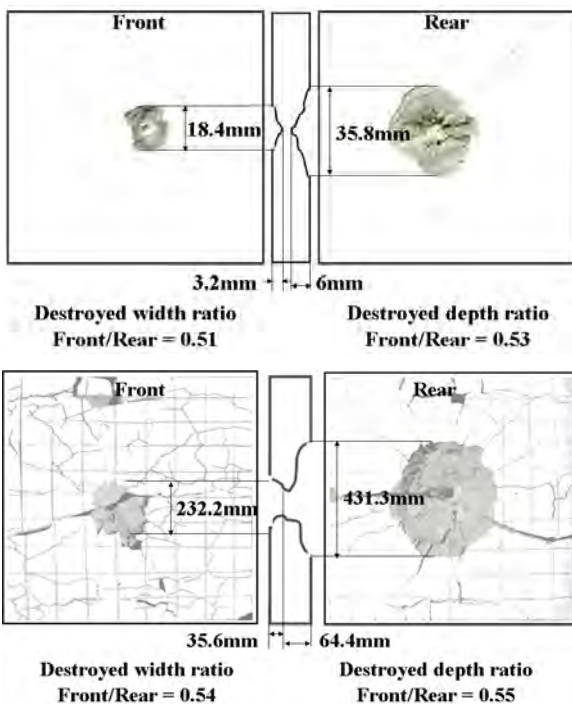 Front
Rear
18.4mm
35.8mm
3.2mm
6mm
Destroyed width ratio
Front/Rear = 0.51
Destroyed depth ratio
Front/Rear = 0.53
Front
Rear
232.2mm
431.3mm
35.6mm
64.4mm
Destroyed width ratio
Front/Rear = 0.54
Destroyed depth ratio
Front/Rear = 0.55